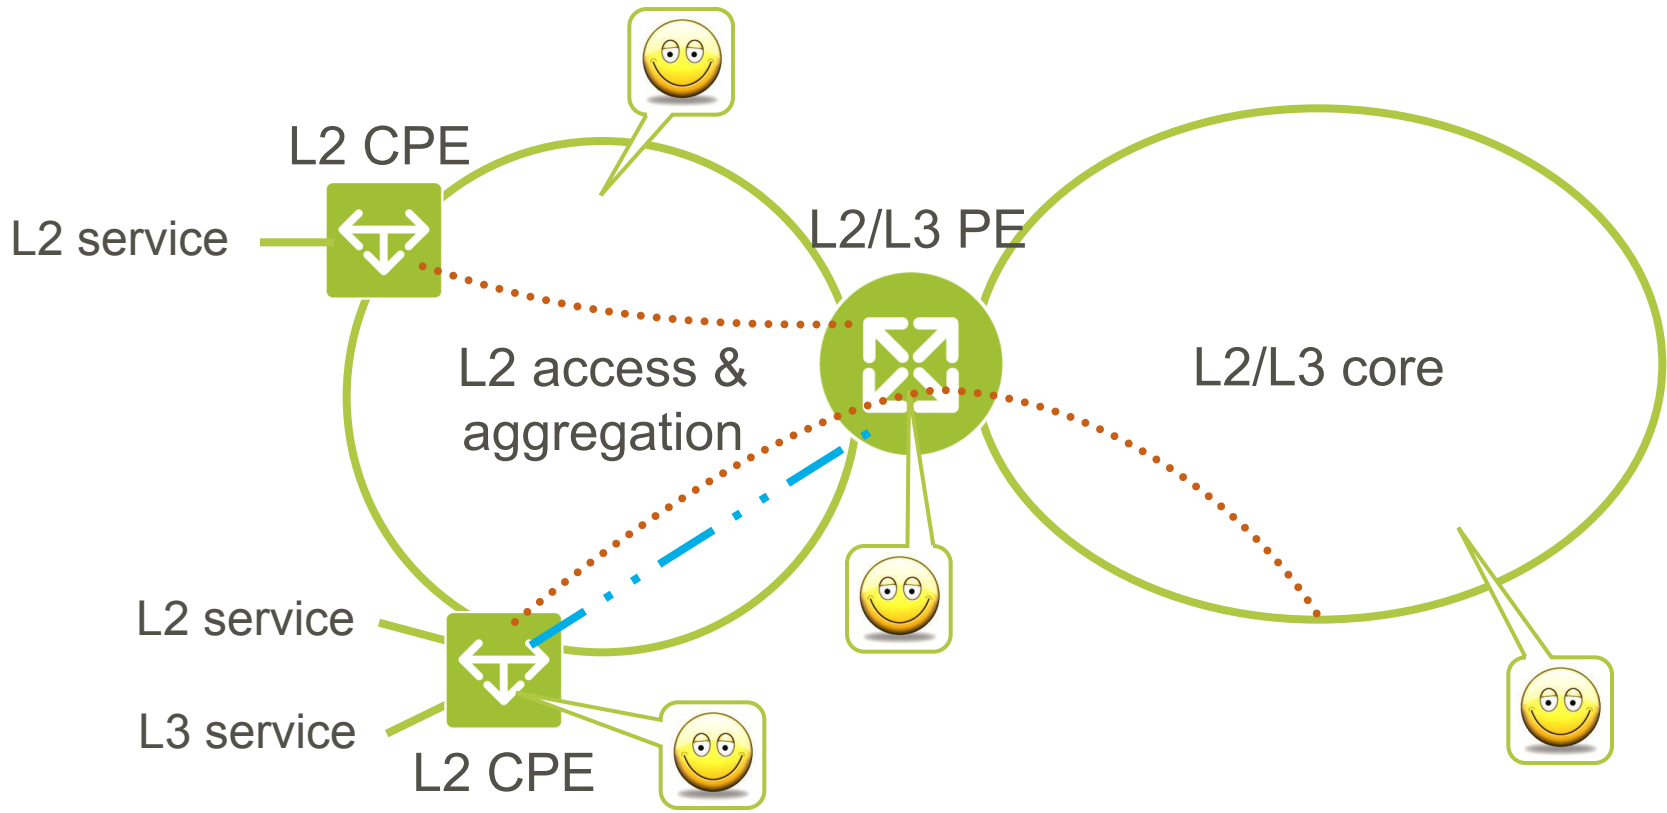 L2 CPE
L2 service
L2/L3 PE
L2 access &
aggregation
L2/L3 core
L2 service
L3 service
L2 CPE